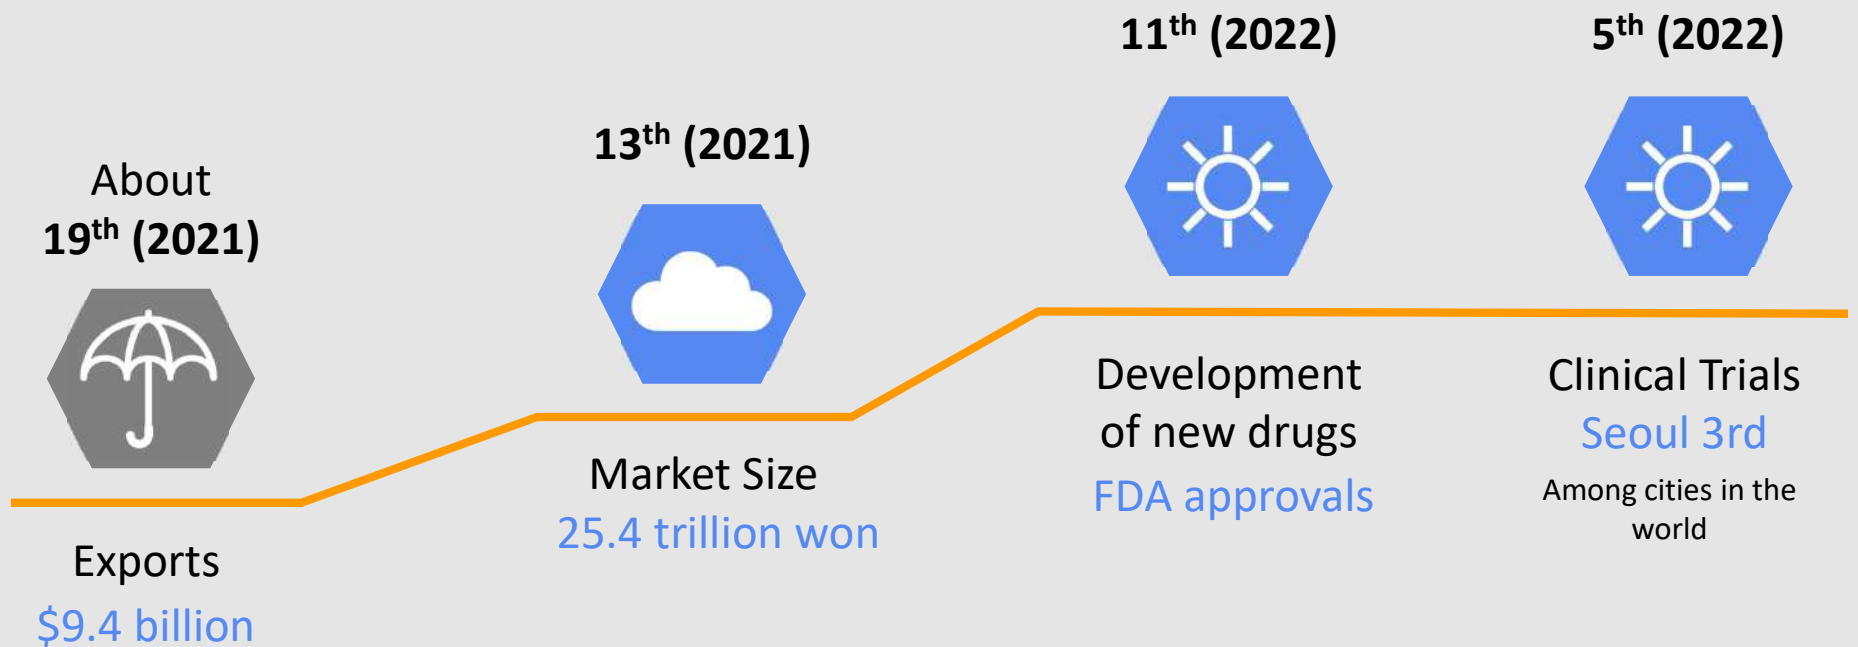 About
19th (2021)
Exports
$9.4 billion
13th (2021)
Market Size
25.4 trillion won
11th (2022)
Development
of new drugs
FDA approvals
5th (2022)
Clinical Trials
Seoul 3rd
Among cities in the
world